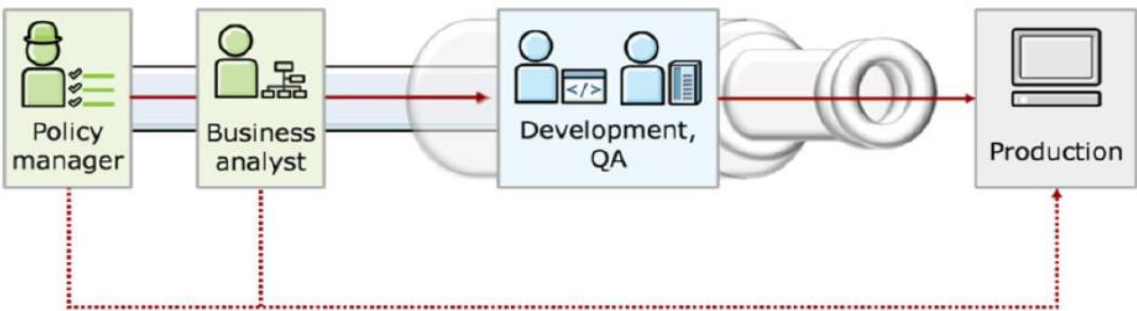 Policy
manager
Business
analyst
</>
Development,
QA
Production